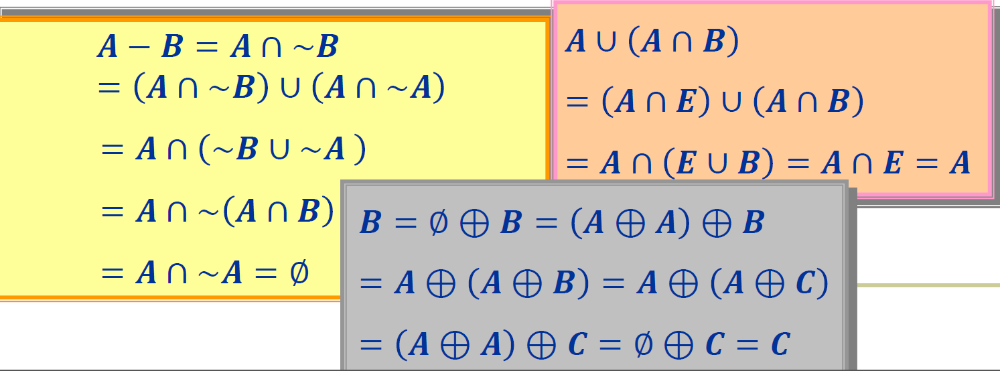 A − B = A ∩ ~B
= (A ∩ ~B) ∪ (A ∩ ~A)
= A ∩ (~B ∪ ~A )
= A ∩ ~(A ∩ B)
= A ∩ ~A = ∅
A ∪ (A ∩ B)
= (A ∩ E) ∪ (A ∩ B)
= A ∩ (E ∪ B) = A ∩ E = A
B = ∅ ⊕ B = (A ⊕ A) ⊕ B
= A ⊕ (A ⊕ B) = A ⊕ (A ⊕ C)
= (A ⊕ A) ⊕ C = ∅ ⊕ C = C